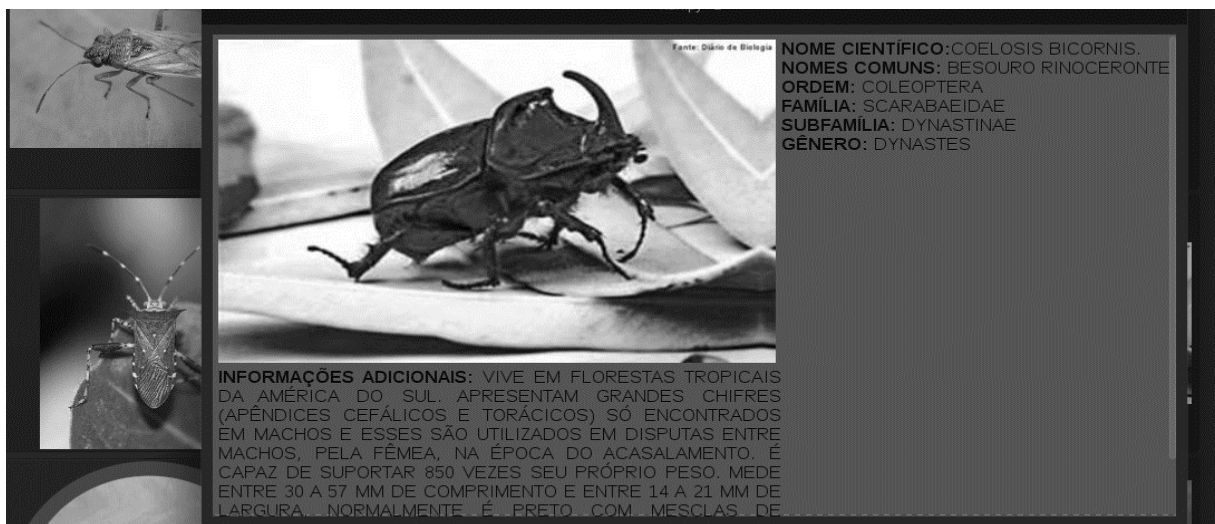 Fonte: Diário de Biologia
NOME CIENTÍFICO:COELOSIS BICORNIS.
NOMES COMUNS: BESOURO RINOCERONTE
ORDEM: COLEOPTERA
FAMÍLIA: SCARABAEIDAE
SUBFAMÍLIA: DYNASTINAE
GÊNERO: DYNASTES
INFORMAÇÕES ADICIONAIS: VIVE EM FLORESTAS TROPICAIS
DA AMÉRICA DO SUL. APRESENTAM GRANDES CHIFRES
(APÊNDICES CEFÁLICOS E TORÁCICOS) SÓ ENCONTRADOS
EM MACHOS E ESSES SÃO UTILIZADOS EM DISPUTAS ENTRE
MACHOS, PELA FÊMEA, NA ÉPOCA DO ACASALAMENTO. É
CAPAZ DE SUPORTAR 850 VEZES SEU PRÓPRIO PESO. MEDE
ENTRE 30 A 57 MM DE COMPRIMENTO E ENTRE 14 A 21 MM DE
LARGURA. NORMALMENTE É PRETO COM MESCLAS DE